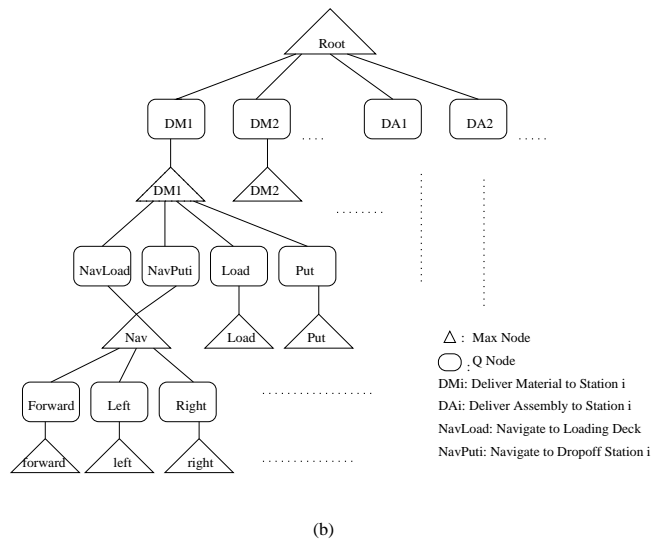 Root
DM1 DM2 DA1 DA2
DM1 DM2
NavLoad NavPuti Load Put
Nav Load Put
Forward Left Right
forward left right
: Max Node
: Q Node
DMi: Deliver Material to Station i
DAi: Deliver Assembly to Station i
NavLoad: Navigate to Loading Deck
NavPuti: Navigate to Dropoff Station i
(b)